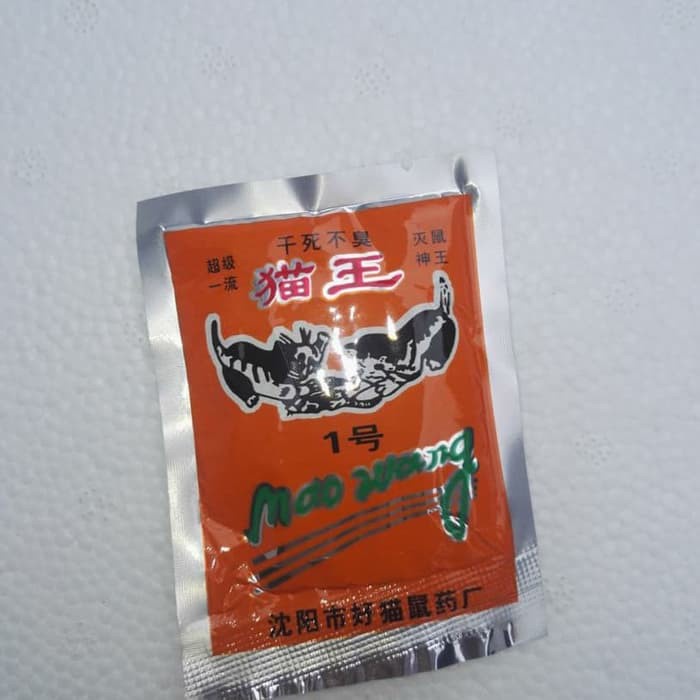 干死不臭
超级
一流
猫王
灭鼠
神王
1号
mao wang
沈阳市好猫鼠药厂